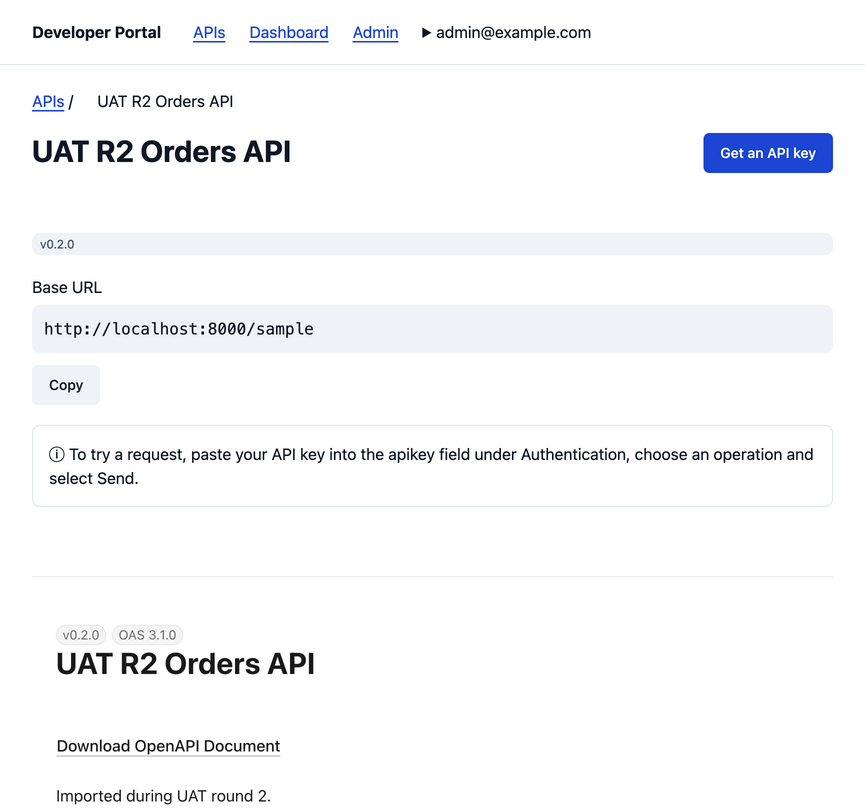 Developer Portal APIs Dashboard Admin ▶ admin@example.com
APIs / UAT R2 Orders API
UAT R2 Orders API
Get an API key
v0.2.0
Base URL
http://localhost:8000/sample
Copy
ⓘ To try a request, paste your API key into the apikey field under Authentication, choose an operation and
select Send.
v0.2.0 OAS 3.1.0
UAT R2 Orders API
Download OpenAPI Document
Imported during UAT round 2.